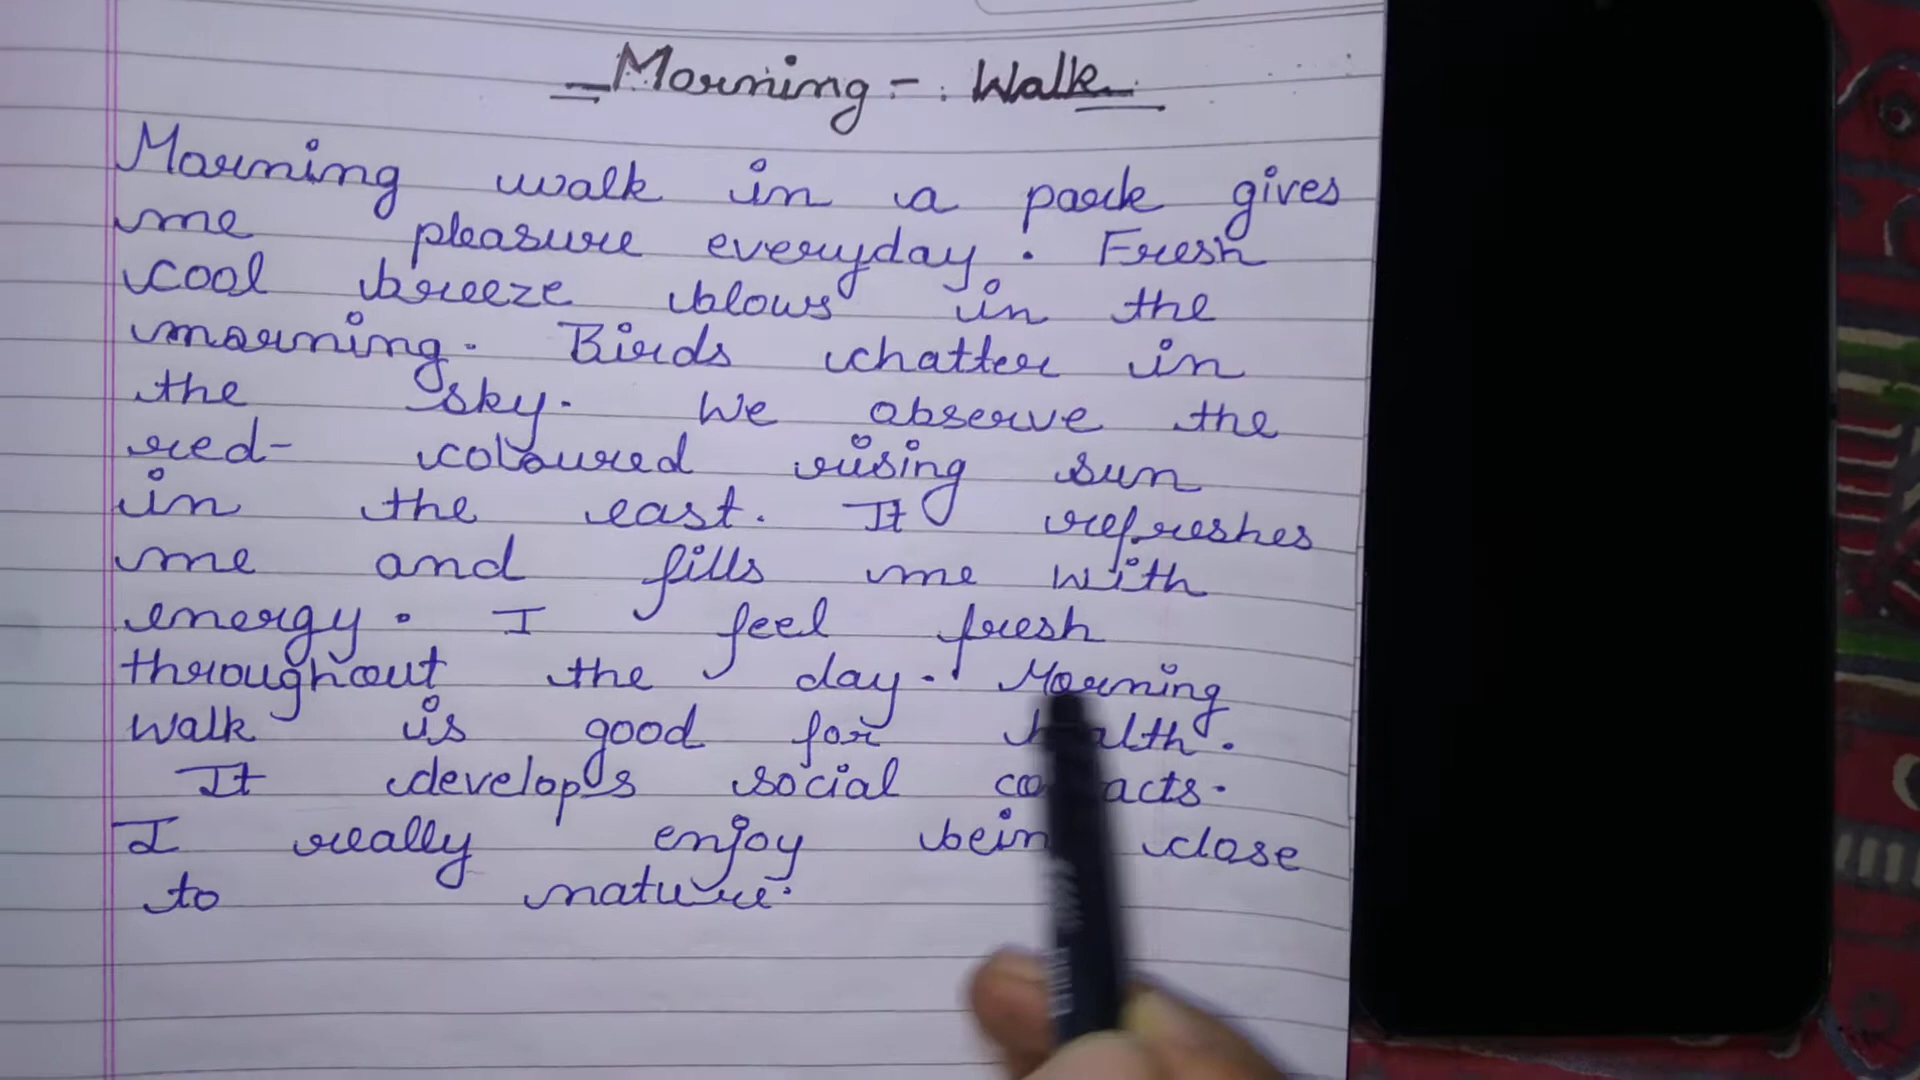 Morning - Walk
Morning walk in a park gives
me pleasure everyday. Fresh
cool breeze blows in the
morning. Birds chatter in
the sky. We observe the
red- coloured rising sun
in the east. It refreshes
me and fills me with
energy. I feel fresh
throughout the day. Morning
walk is good for health.
It develops social contacts.
I really enjoy being close
to nature.